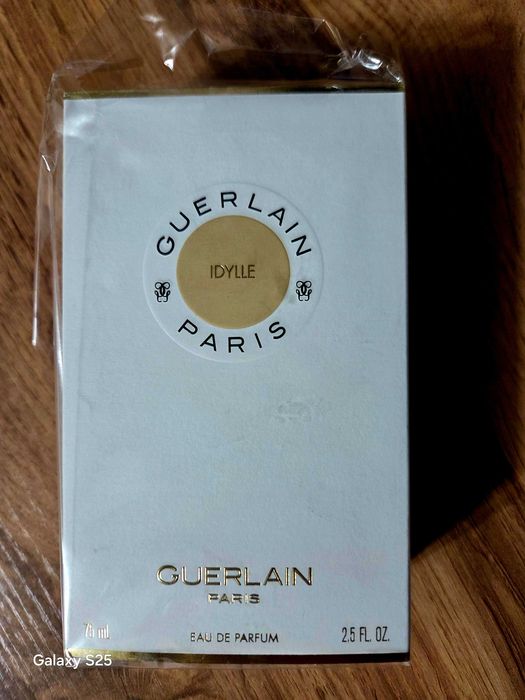 GUERLAIN
IDYLLE
PARIS
GUERLAIN
PARIS
75 ml
EAU DE PARFUM
2.5 FL. OZ.
Galaxy S25